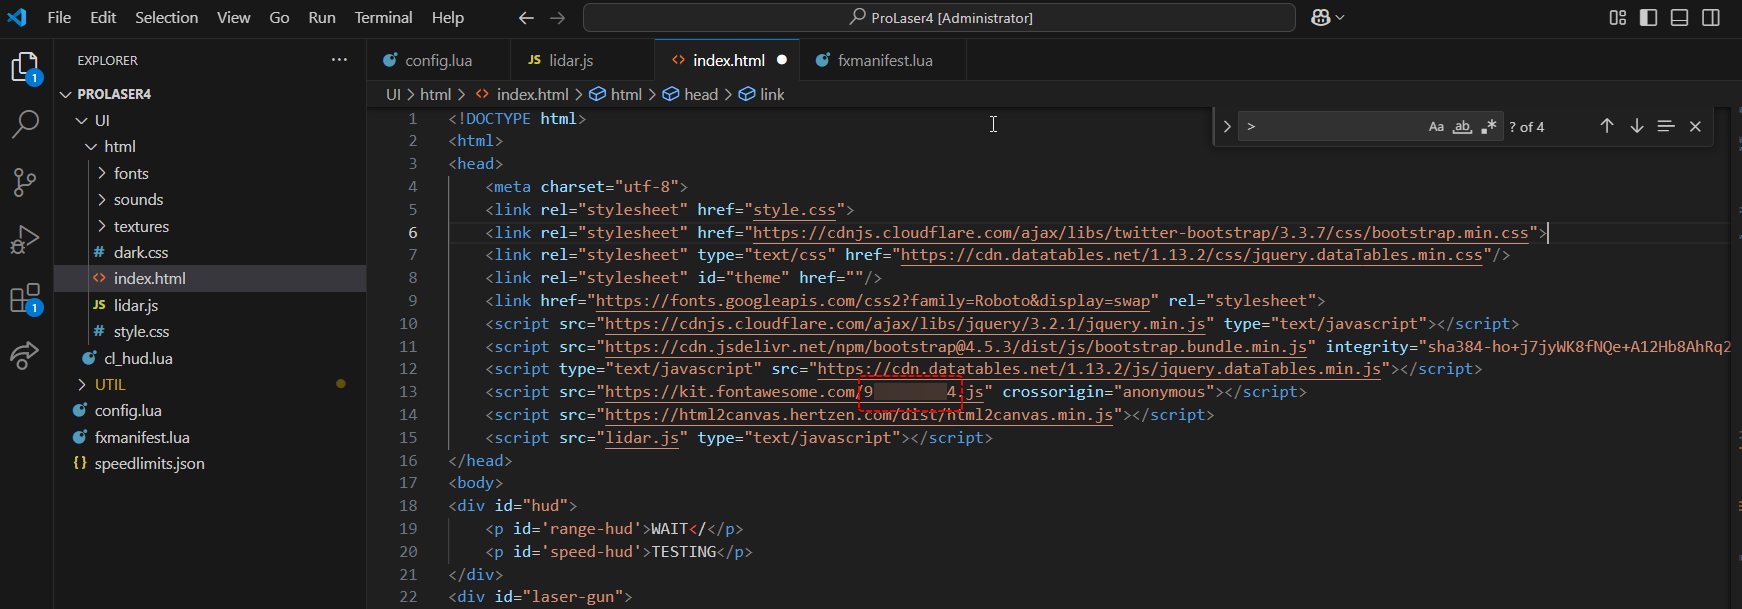 File Edit Selection View Go Run Terminal Help
ProLaser4 [Administrator]
EXPLORER
config.lua
JS lidar.js
<> index.html
fxmanifest.lua
PROLASER4
UI > html > <> index.html > html > head > link
> Aa ab .* ? of 4
1
UI
html
fonts
sounds
textures
# dark.css
<> index.html
JS lidar.js
# style.css
cl_hud.lua
UTIL
config.lua
fxmanifest.lua
{} speedlimits.json
1
1 <!DOCTYPE html>
2 <html>
3 <head>
4 <meta charset="utf-8">
5 <link rel="stylesheet" href="style.css">
6 <link rel="stylesheet" href="https://cdnjs.cloudflare.com/ajax/libs/twitter-bootstrap/3.3.7/css/bootstrap.min.css">
7 <link rel="stylesheet" type="text/css" href="https://cdn.datatables.net/1.13.2/css/jquery.dataTables.min.css"/>
8 <link rel="stylesheet" id="theme" href=""/>
9 <link href="https://fonts.googleapis.com/css2?family=Roboto&display=swap" rel="stylesheet">
10 <script src="https://cdnjs.cloudflare.com/ajax/libs/jquery/3.2.1/jquery.min.js" type="text/javascript"></script>
11 <script src="https://cdn.jsdelivr.net/npm/bootstrap@4.5.3/dist/js/bootstrap.bundle.min.js" integrity="sha384-ho+j7jyWK8fNQe+A12Hb8AhRq2
12 <script type="text/javascript" src="https://cdn.datatables.net/1.13.2/js/jquery.dataTables.min.js"></script>
13 <script src="https://kit.fontawesome.com/9 4.js" crossorigin="anonymous"></script>
14 <script src="https://html2canvas.hertzen.com/dist/html2canvas.min.js"></script>
15 <script src="lidar.js" type="text/javascript"></script>
16 </head>
17 <body>
18 <div id="hud">
19 <p id='range-hud'>WAIT</</p>
20 <p id='speed-hud'>TESTING</p>
21 </div>
22 <div id="laser-gun">